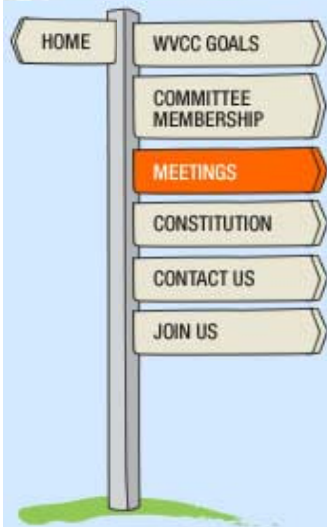 HOME
WVCC GOALS
COMMITTEE
MEMBERSHIP
MEETINGS
CONSTITUTION
CONTACT US
JOIN US